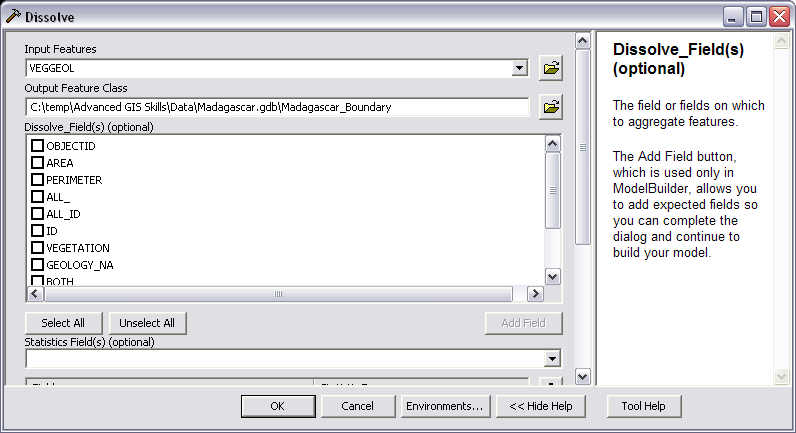 Dissolve
Input Features
VEGGEOL
Output Feature Class
C:\temp\Advanced GIS Skills\Data\Madagascar.gdb\Madagascar_Boundary
Dissolve_Field(s) (optional)
OBJECTID
AREA
PERIMETER
ALL_
ALL_ID
ID
VEGETATION
GEOLOGY_NA
BOTH
Select All
Unselect All
Add Field
Statistics Field(s) (optional)
OK
Cancel
Environments...
<< Hide Help
Tool Help
Dissolve_Field(s)
(optional)
The field or fields on which
to aggregate features.
The Add Field button,
which is used only in
ModelBuilder, allows you
to add expected fields so
you can complete the
dialog and continue to
build your model.